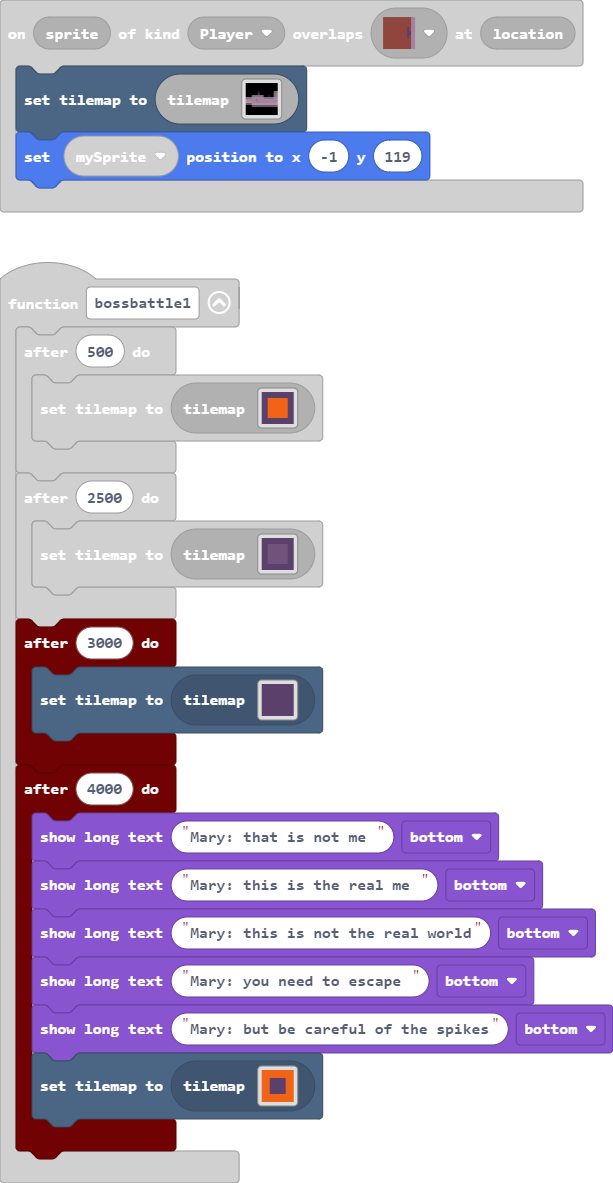 on sprite of kind Player overlaps at location
set tilemap to tilemap
set mySprite position to x -1 y 119
function bossbattle1
after 500 do
set tilemap to tilemap
after 2500 do
set tilemap to tilemap
after 3000 do
set tilemap to tilemap
after 4000 do
show long text "Mary: that is not me " bottom
show long text "Mary: this is the real me " bottom
show long text "Mary: this is not the real world" bottom
show long text "Mary: you need to escape " bottom
show long text "Mary: but be careful of the spikes" bottom
set tilemap to tilemap